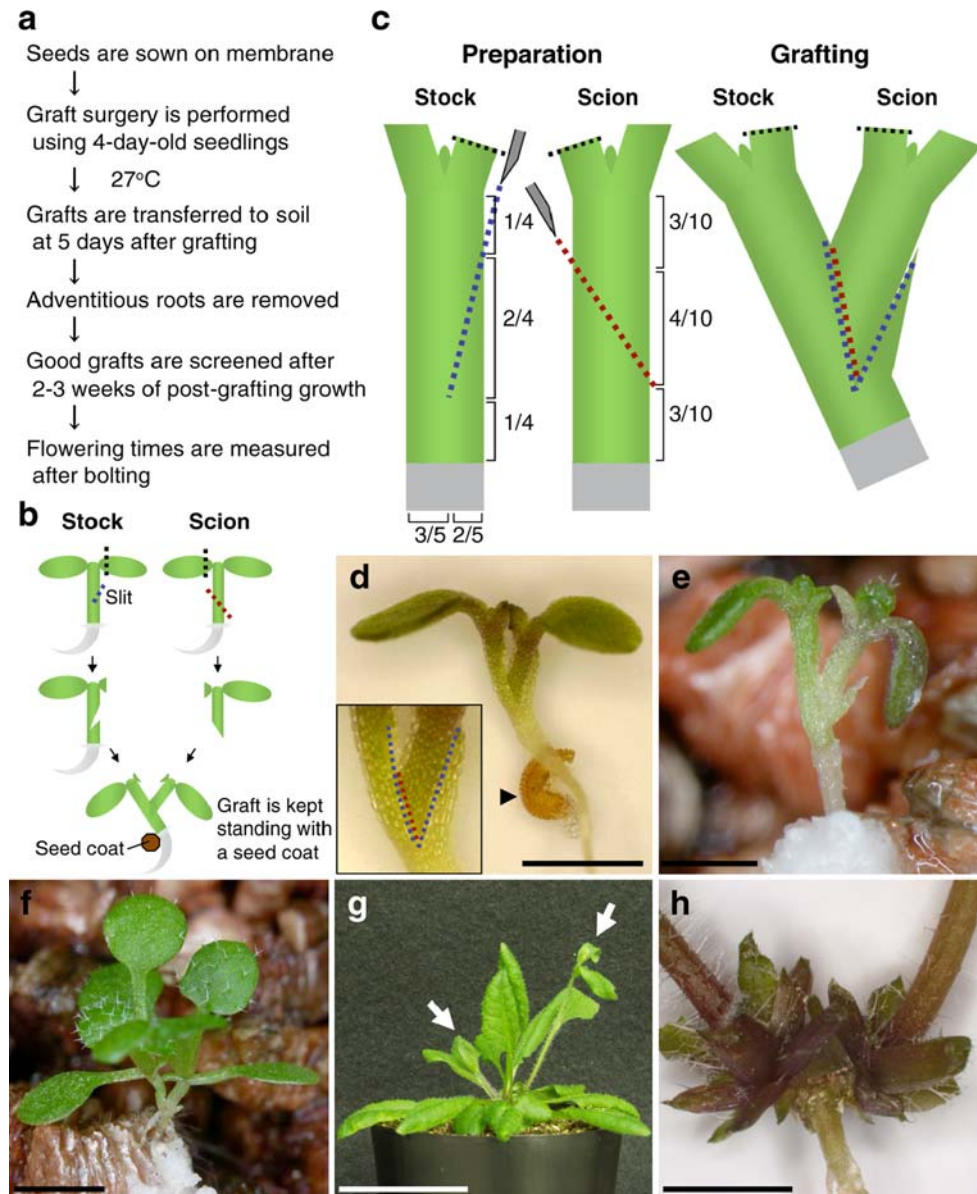 a
Seeds are sown on membrane
Graft surgery is performed
using 4-day-old seedlings
27°C
Grafts are transferred to soil
at 5 days after grafting
Adventitious roots are removed
Good grafts are screened after
2-3 weeks of post-grafting growth
Flowering times are measured
after bolting
b
Stock Scion
Slit
Graft is kept
standing with
a seed coat
Seed coat
c
Preparation Grafting
Stock Scion Stock Scion
1/4
2/4
1/4
3/10
4/10
3/10
3/5 2/5
d
e
f
g
h